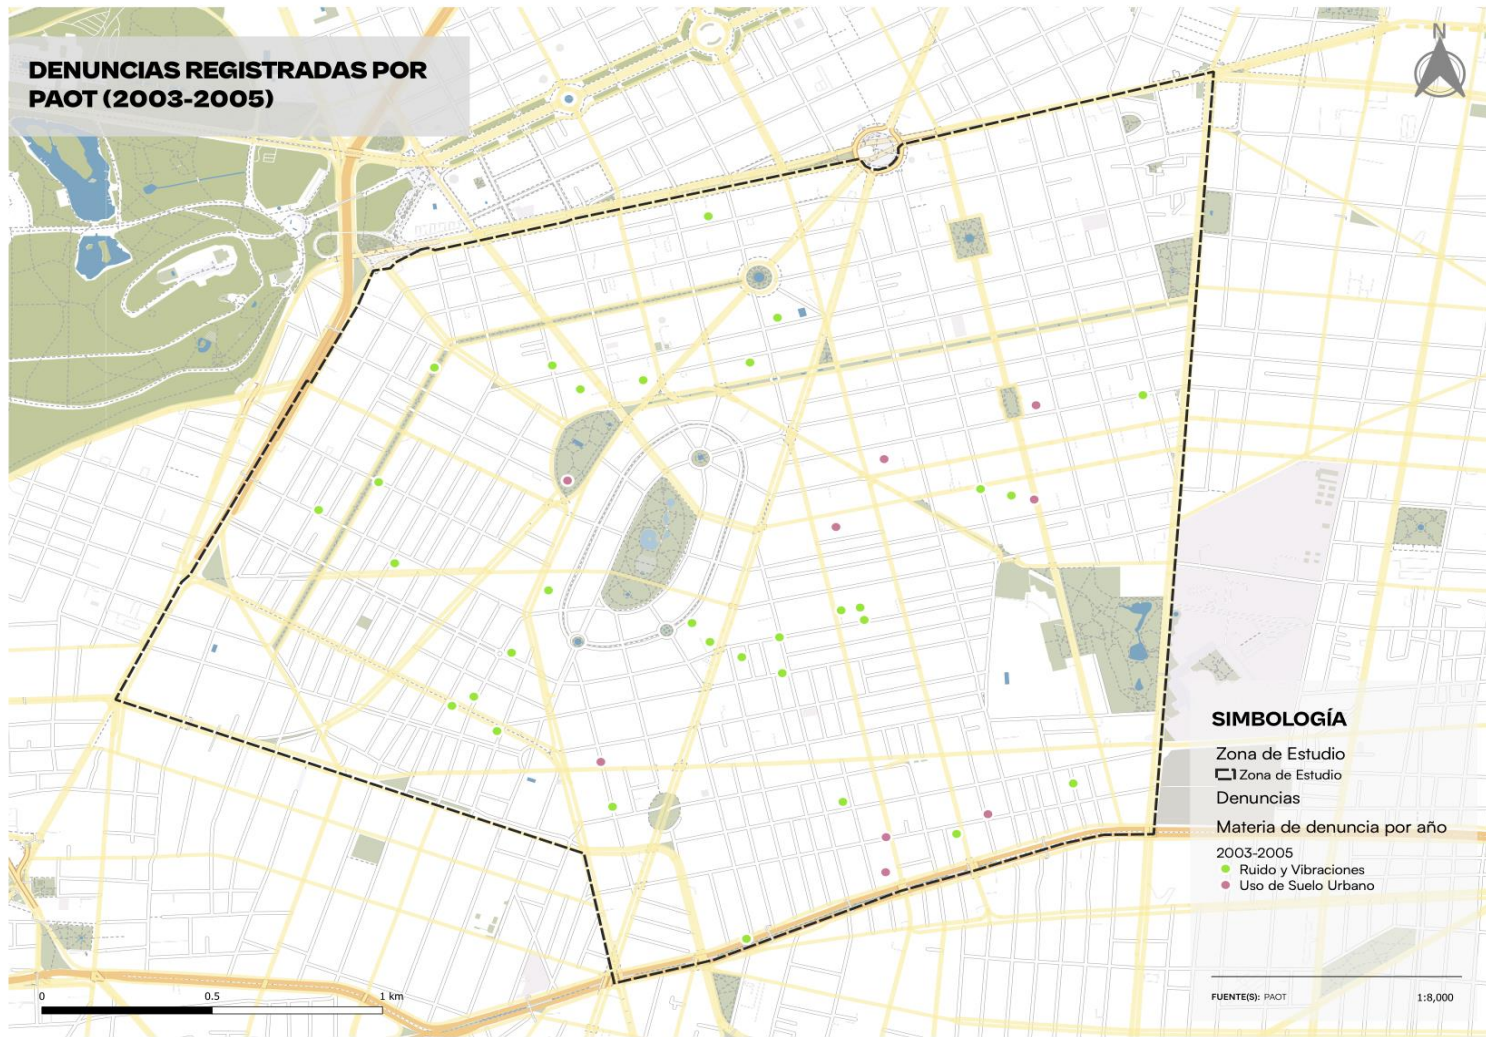 DENUNCIAS REGISTRADAS POR
PAOT (2003-2005)
N
SIMBOLOGÍA
Zona de Estudio
Zona de Estudio
Denuncias
Materia de denuncia por año
2003-2005
Ruido y Vibraciones
Uso de Suelo Urbano
FUENTE(S): PAOT
1:8,000
0 0.5 1 km